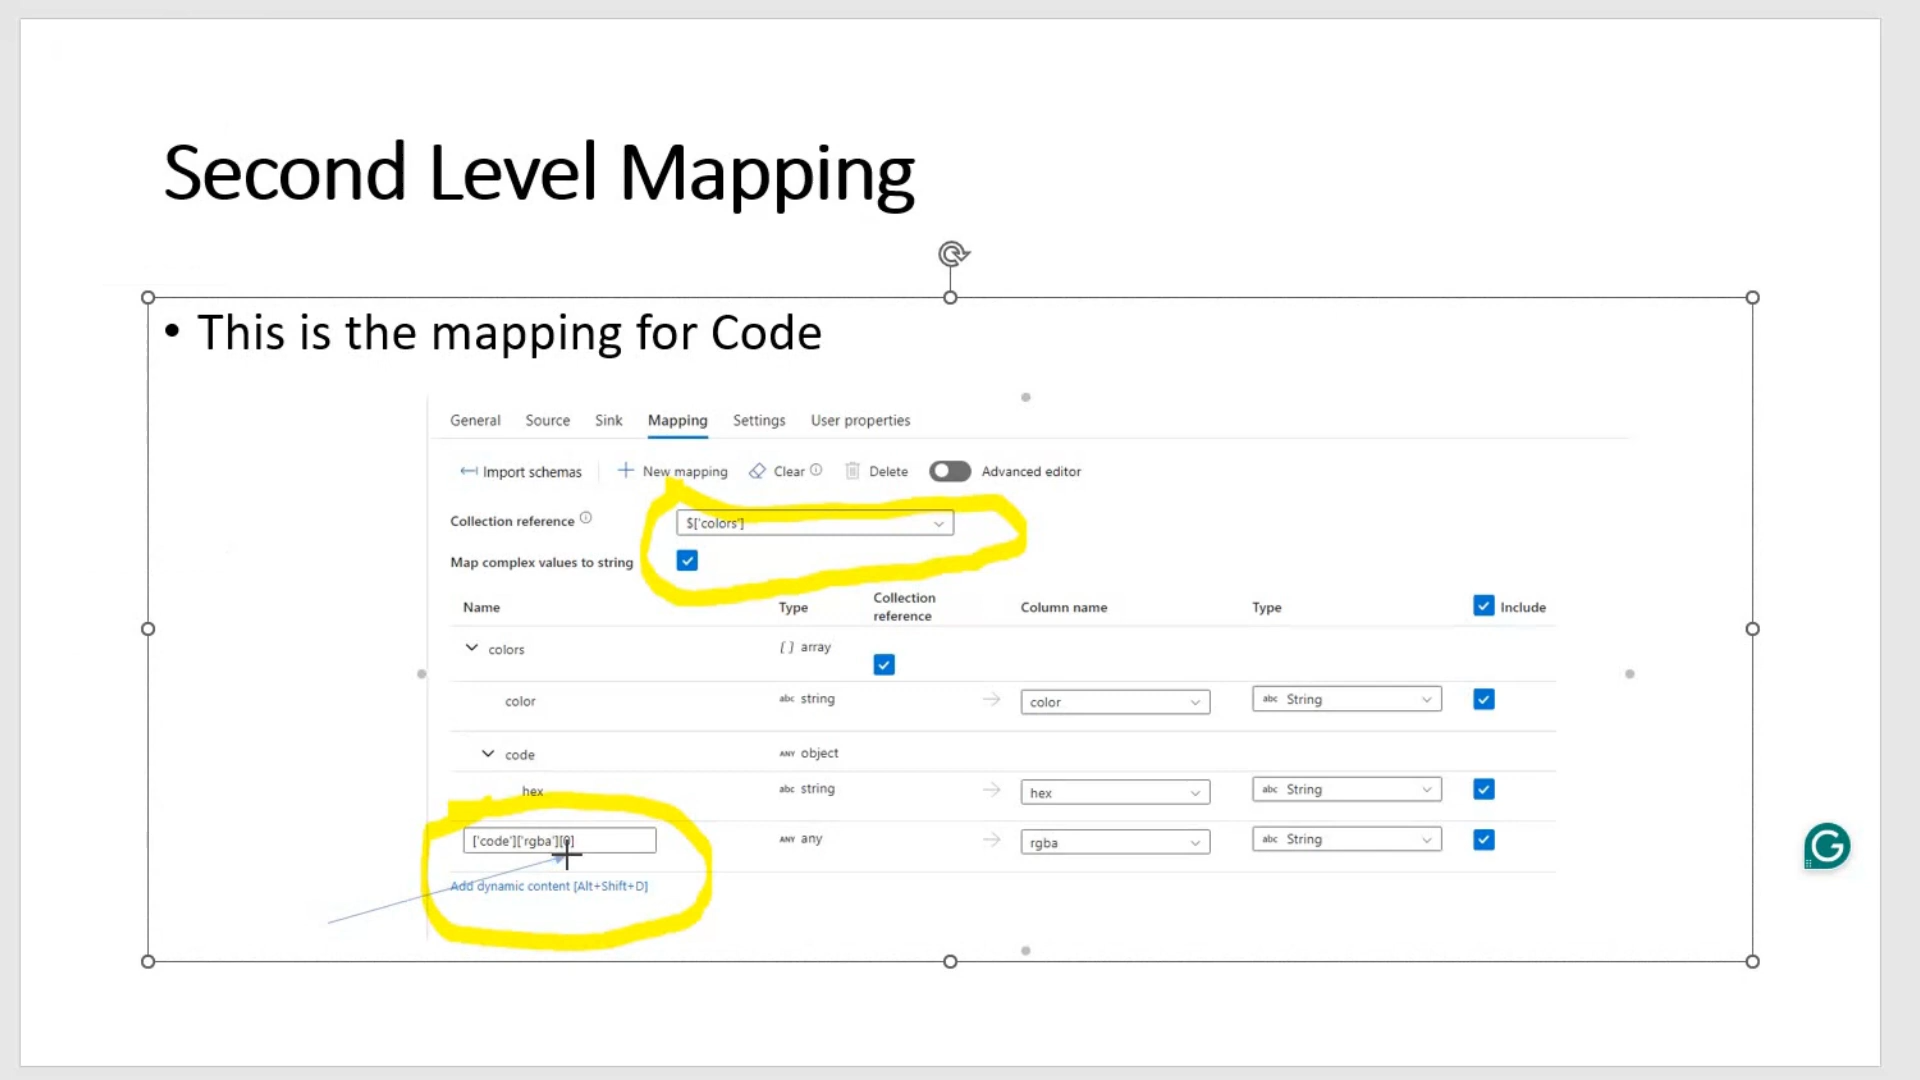 Second Level Mapping
• This is the mapping for Code
General Source Sink Mapping Settings User properties
Import schemas New mapping Clear Delete Advanced editor
Collection reference $['colors']
Map complex values to string
Name Type Collection reference Column name Type Include
colors [ ] array
color abc string color abc String
code ANY object
hex abc string hex abc String
['code']['rgba'][0] ANY any rgba abc String
Add dynamic content [Alt+Shift+D]